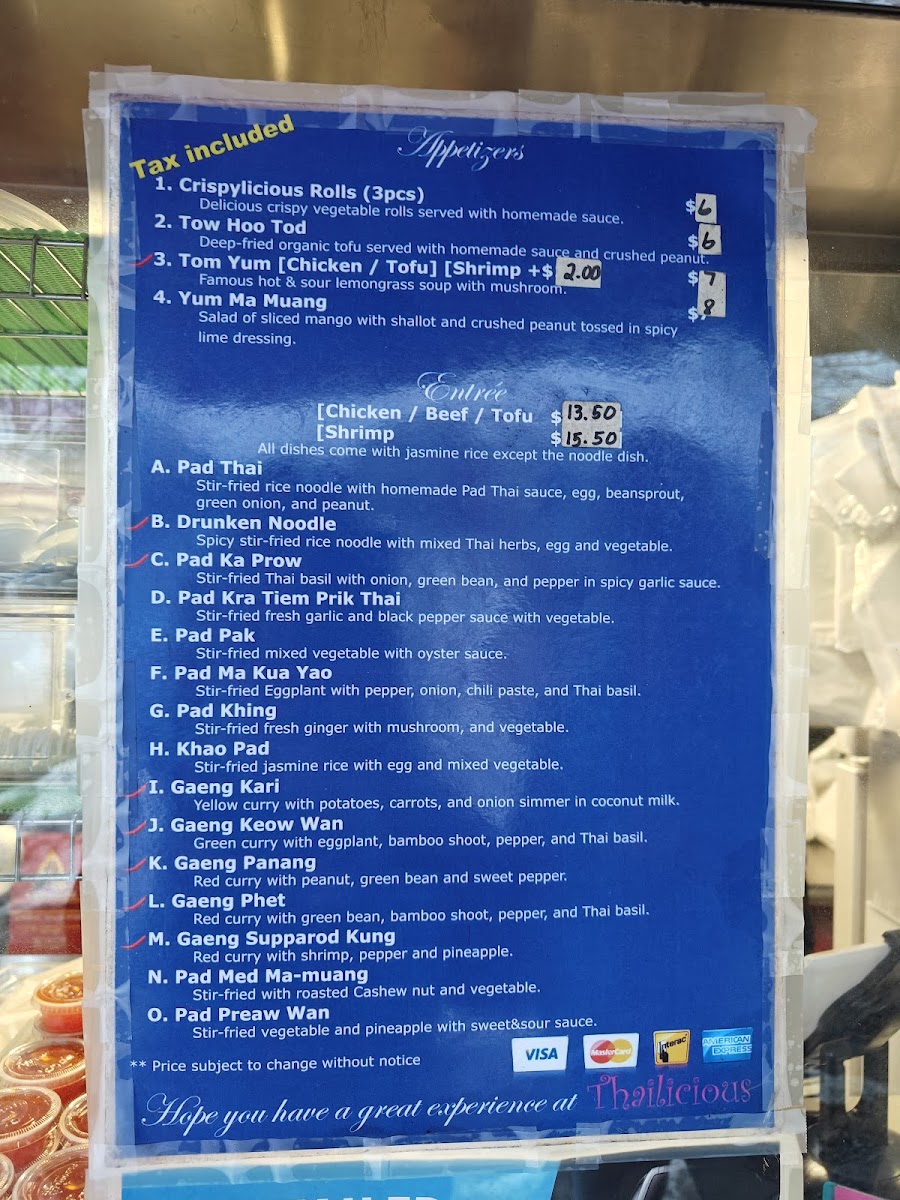 Tax included
Appetizers
1. Crispylicious Rolls (3pcs) $6
Delicious crispy vegetable rolls served with homemade sauce.
2. Tow Hoo Tod $6
Deep-fried organic tofu served with homemade sauce and crushed peanut.
3. Tom Yum [Chicken / Tofu] [Shrimp +$ 2.00 $7
Famous hot & sour lemongrass soup with mushroom.
4. Yum Ma Muang $8
Salad of sliced mango with shallot and crushed peanut tossed in spicy
lime dressing.
Entrée
[Chicken / Beef / Tofu $13.50
[Shrimp $15.50
All dishes come with jasmine rice except the noodle dish.
A. Pad Thai
Stir-fried rice noodle with homemade Pad Thai sauce, egg, beansprout,
green onion, and peanut.
B. Drunken Noodle
Spicy stir-fried rice noodle with mixed Thai herbs, egg and vegetable.
C. Pad Ka Prow
Stir-fried Thai basil with onion, green bean, and pepper in spicy garlic sauce.
D. Pad Kra Tiem Prik Thai
Stir-fried fresh garlic and black pepper sauce with vegetable.
E. Pad Pak
Stir-fried mixed vegetable with oyster sauce.
F. Pad Ma Kua Yao
Stir-fried Eggplant with pepper, onion, chili paste, and Thai basil.
G. Pad Khing
Stir-fried fresh ginger with mushroom, and vegetable.
H. Khao Pad
Stir-fried jasmine rice with egg and mixed vegetable.
I. Gaeng Kari
Yellow curry with potatoes, carrots, and onion simmer in coconut milk.
J. Gaeng Keow Wan
Green curry with eggplant, bamboo shoot, pepper, and Thai basil.
K. Gaeng Panang
Red curry with peanut, green bean and sweet pepper.
L. Gaeng Phet
Red curry with green bean, bamboo shoot, pepper, and Thai basil.
M. Gaeng Supparod Kung
Red curry with shrimp, pepper and pineapple.
N. Pad Med Ma-muang
Stir-fried with roasted Cashew nut and vegetable.
O. Pad Preaw Wan
Stir-fried vegetable and pineapple with sweet&sour sauce.
** Price subject to change without notice
VISA MasterCard Interac AMERICAN EXPRESS
Hope you have a great experience at Thailicious